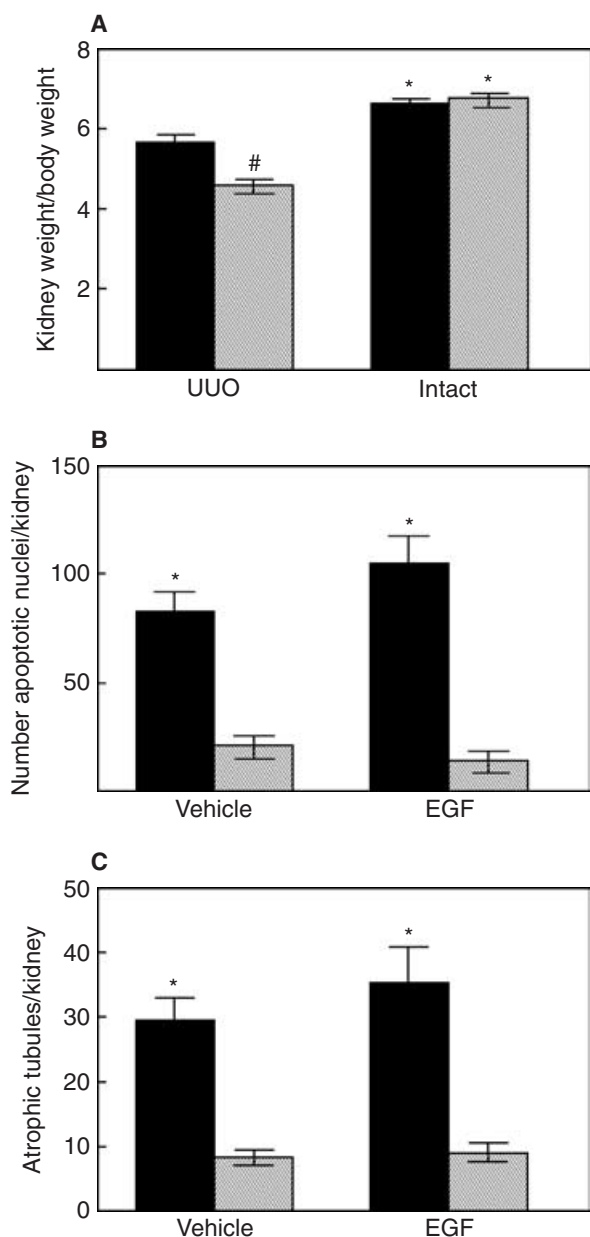 A
Kidney weight/body weight
8
6
4
2
* *
#
UUO Intact
B
Number apoptotic nuclei/kidney
150
100
50
*
*
Vehicle EGF
C
Atrophic tubules/kidney
50
40
30
20
10
0
*
*
Vehicle EGF